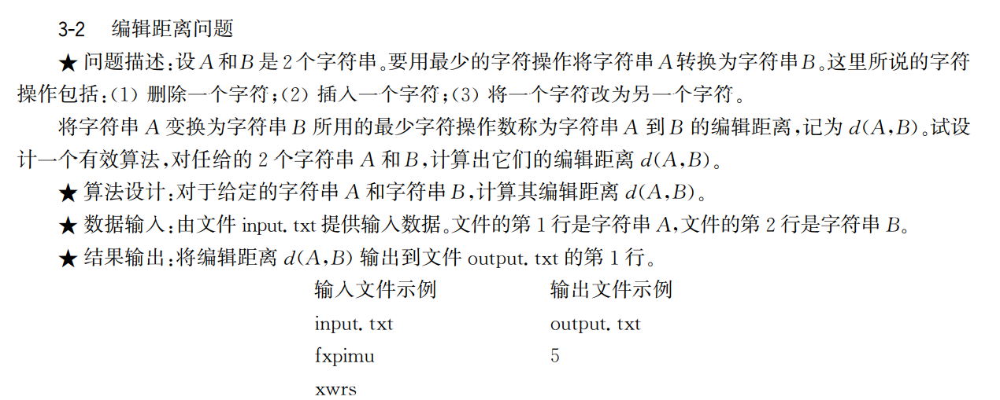 3-2 编辑距离问题
★ 问题描述:设A和B是2个字符串。要用最少的字符操作将字符串A转换为字符串B。这里所说的字符
操作包括:(1) 删除一个字符;(2) 插入一个字符;(3) 将一个字符改为另一个字符。
将字符串 A 变换为字符串 B 所用的最少字符操作数称为字符串 A 到 B 的编辑距离,记为 d(A,B)。试设
计一个有效算法,对任给的 2 个字符串 A 和 B,计算出它们的编辑距离 d(A,B)。
★ 算法设计:对于给定的字符串 A 和字符串 B,计算其编辑距离 d(A,B)。
★ 数据输入:由文件 input.txt 提供输入数据。文件的第 1 行是字符串 A,文件的第 2 行是字符串 B。
★ 结果输出:将编辑距离 d(A,B) 输出到文件 output.txt 的第 1 行。
输入文件示例 输出文件示例
input.txt output.txt
fxpimu 5
xwrs